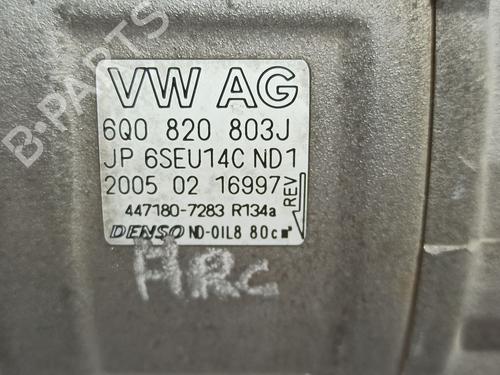 B-PARTS
VW AG
6Q0 820 803J
JP 6SEU14C ND1
2005 02 16997
REV
447180-7283 R134a
DENSO ND-OIL8 80c㎥
A.R.c